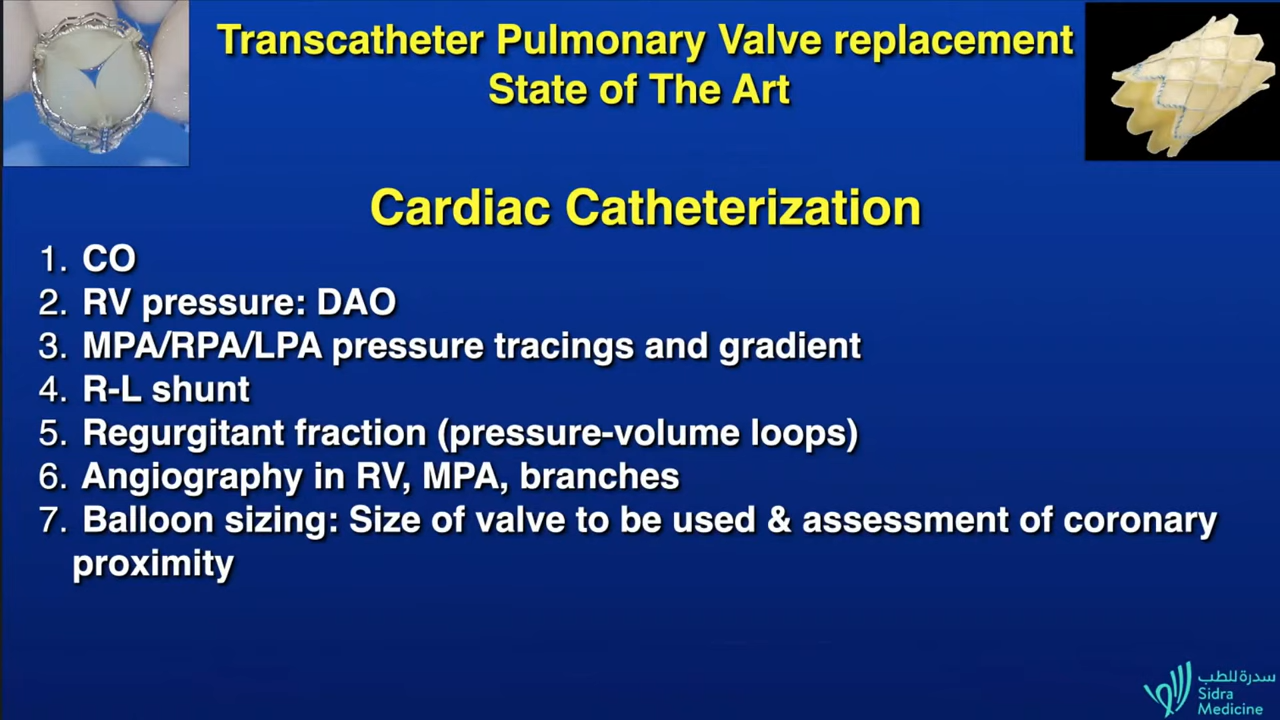 Transcatheter Pulmonary Valve replacement
State of The Art
Cardiac Catheterization
1. CO
2. RV pressure: DAO
3. MPA/RPA/LPA pressure tracings and gradient
4. R-L shunt
5. Regurgitant fraction (pressure-volume loops)
6. Angiography in RV, MPA, branches
7. Balloon sizing: Size of valve to be used & assessment of coronary
proximity
سدرة للطب
Sidra
Medicine